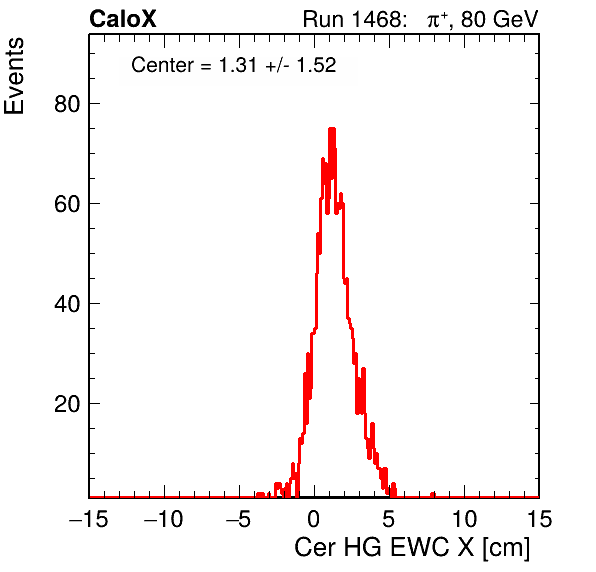 CaloX
Run 1468: π⁺, 80 GeV
Events
Center = 1.31 +/- 1.52
80
60
40
20
−15 −10 −5 0 5 10 15
Cer HG EWC X [cm]